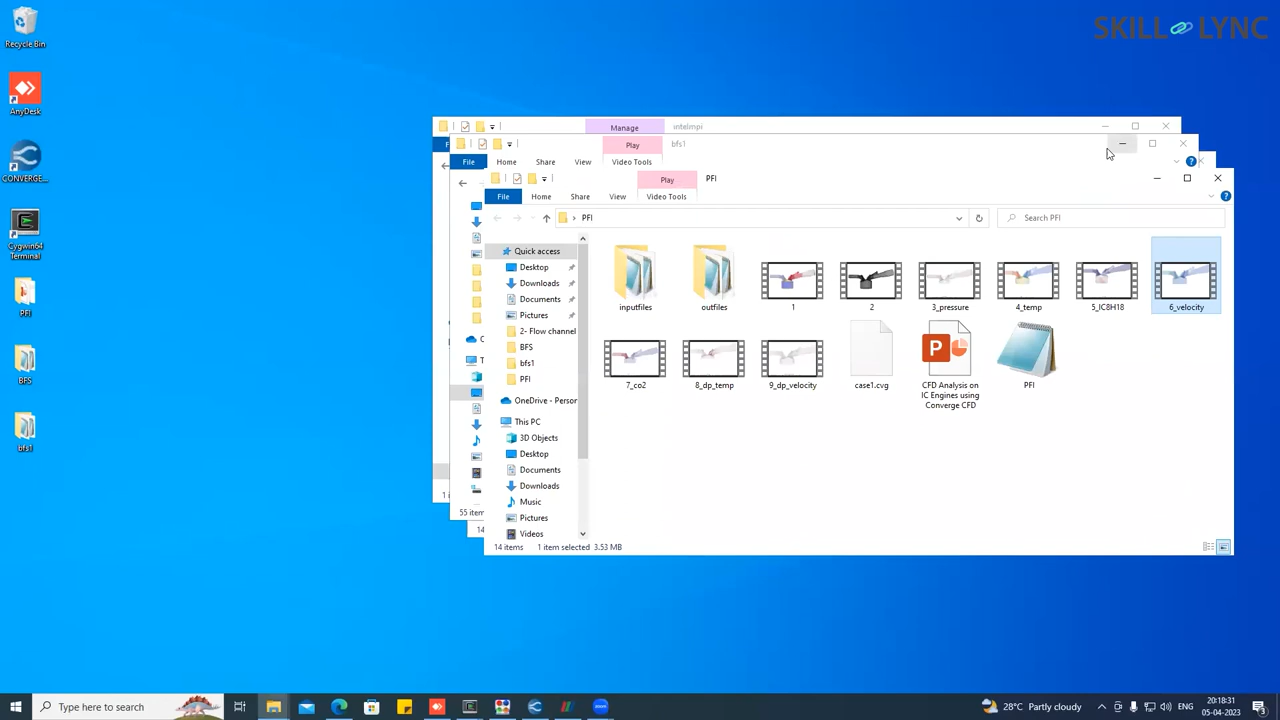 Recycle Bin
SKILL LYNC
AnyDesk
CONVERGE...
Cygwin64
Terminal
PFI
BFS
bfs1
Manage
intelmpi
Play
bfs1
File
Home
Share
View
Video Tools
Play
PFI
File
Home
Share
View
Video Tools
PFI
Search PFI
Quick access
Desktop
Downloads
Documents
Pictures
2- Flow channel
BFS
bfs1
PFI
OneDrive - Person
This PC
3D Objects
Desktop
Documents
Downloads
Music
Pictures
Videos
inputfiles
outfiles
1
2
3_pressure
4_temp
5_IC8H18
6_velocity
7_co2
8_dp_temp
9_dp_velocity
case1.cvg
CFD Analysis on
IC Engines using
Converge CFD
PFI
55 item
14 items
1 item selected 3.53 MB
Type here to search
28°C Partly cloudy
ENG
20:18:31
05-04-2023